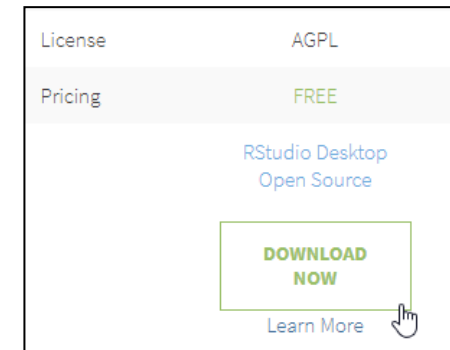 License AGPL
Pricing FREE
RStudio Desktop
Open Source
DOWNLOAD
NOW
Learn More